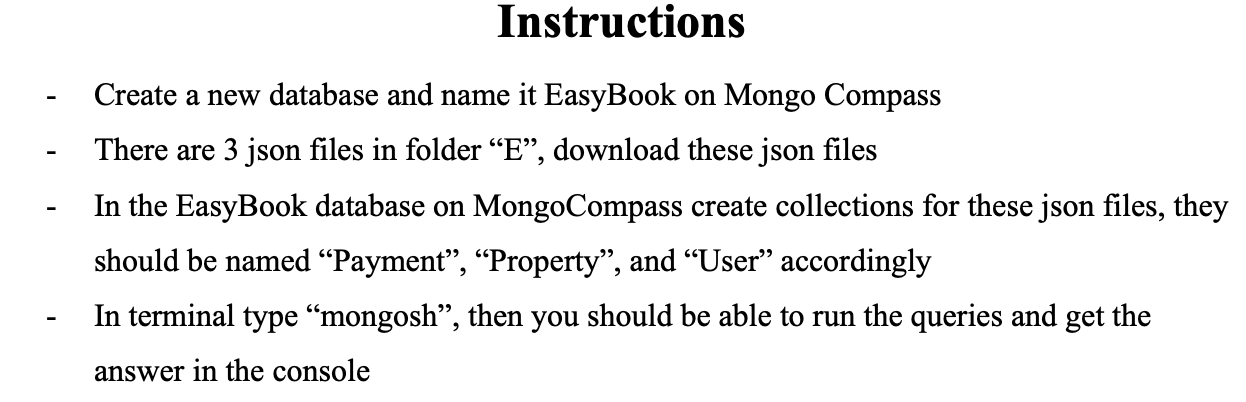 Instructions
- Create a new database and name it EasyBook on Mongo Compass
- There are 3 json files in folder “E”, download these json files
- In the EasyBook database on MongoCompass create collections for these json files, they
should be named “Payment”, “Property”, and “User” accordingly
- In terminal type “mongosh”, then you should be able to run the queries and get the
answer in the console